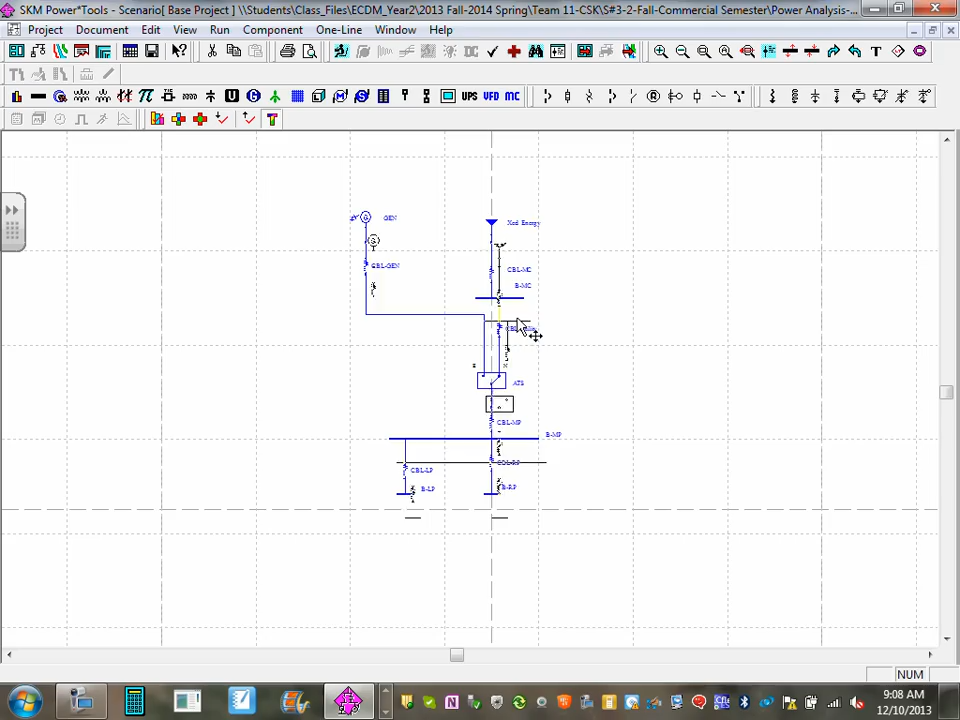 SKM Power*Tools - Scenario[ Base Project ] \\Students\Class_Files\ECDM_Year2\2013 Fall-2014 Spring\Team 11-CSK\S#3-2-Fall-Commercial Semester\Power Analysis-...
Project Document Edit View Run Component One-Line Window Help
UPS VFD MC
GEN
Xcel Energy
CBL-GEN
CBL-MC
B-MC
ATS
CBL-MP
B-MP
CBL-LP
CBL-RP
B-LP
B-RP
NUM
9:08 AM
12/10/2013